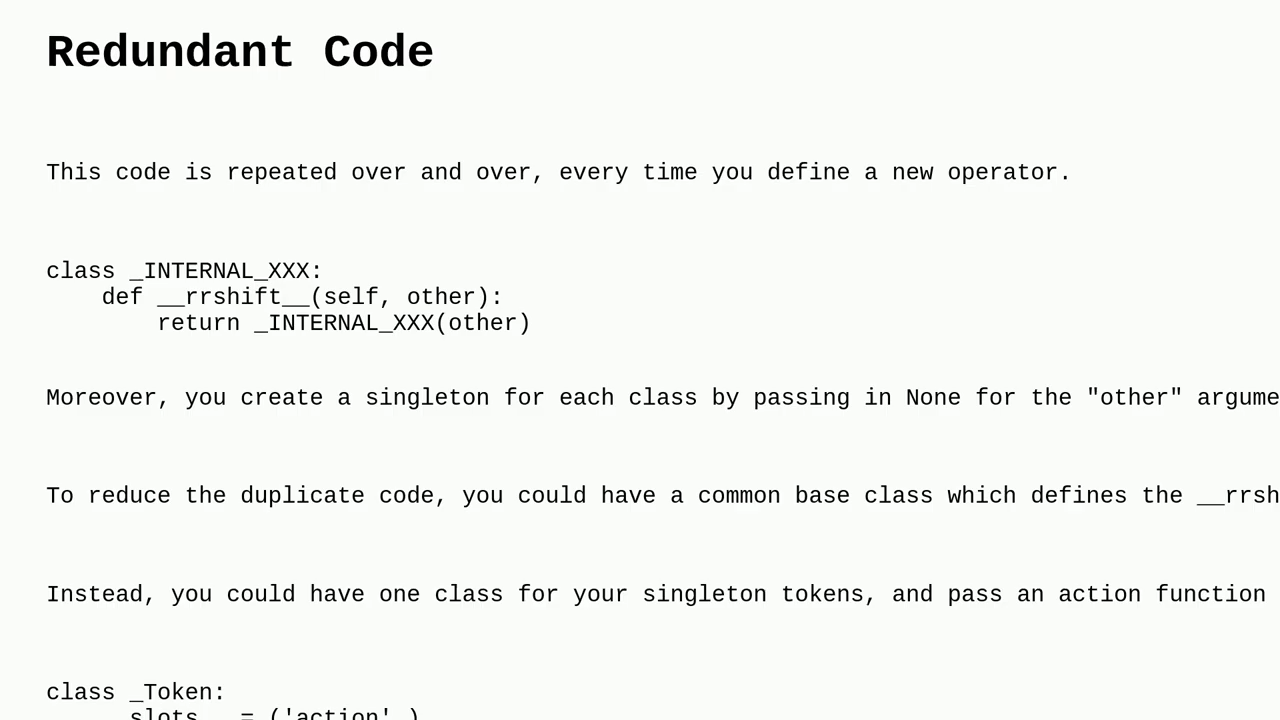 Redundant Code
This code is repeated over and over, every time you define a new operator.
class _INTERNAL_XXX:
    def __rrshift__(self, other):
        return _INTERNAL_XXX(other)
Moreover, you create a singleton for each class by passing in None for the "other" argume
To reduce the duplicate code, you could have a common base class which defines the __rrsh
Instead, you could have one class for your singleton tokens, and pass an action function
class _Token:
    __slots__ = ('action',)